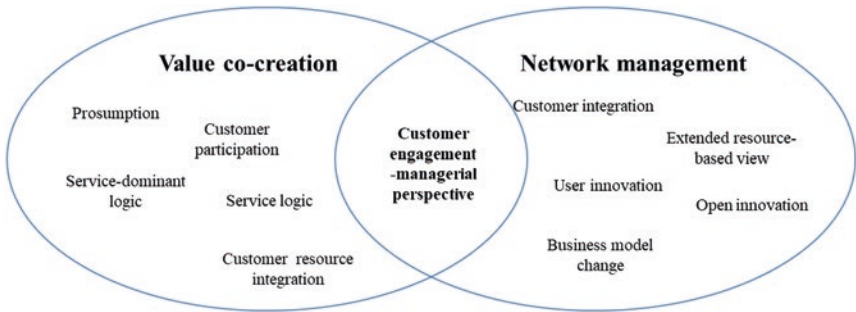 Value co-creation
Prosumption
Customer
participation
Service-dominant
logic
Service logic
Customer resource
integration
Customer
engagement
-managerial
perspective
Network management
Customer integration
Extended resource-
based view
User innovation
Open innovation
Business model
change